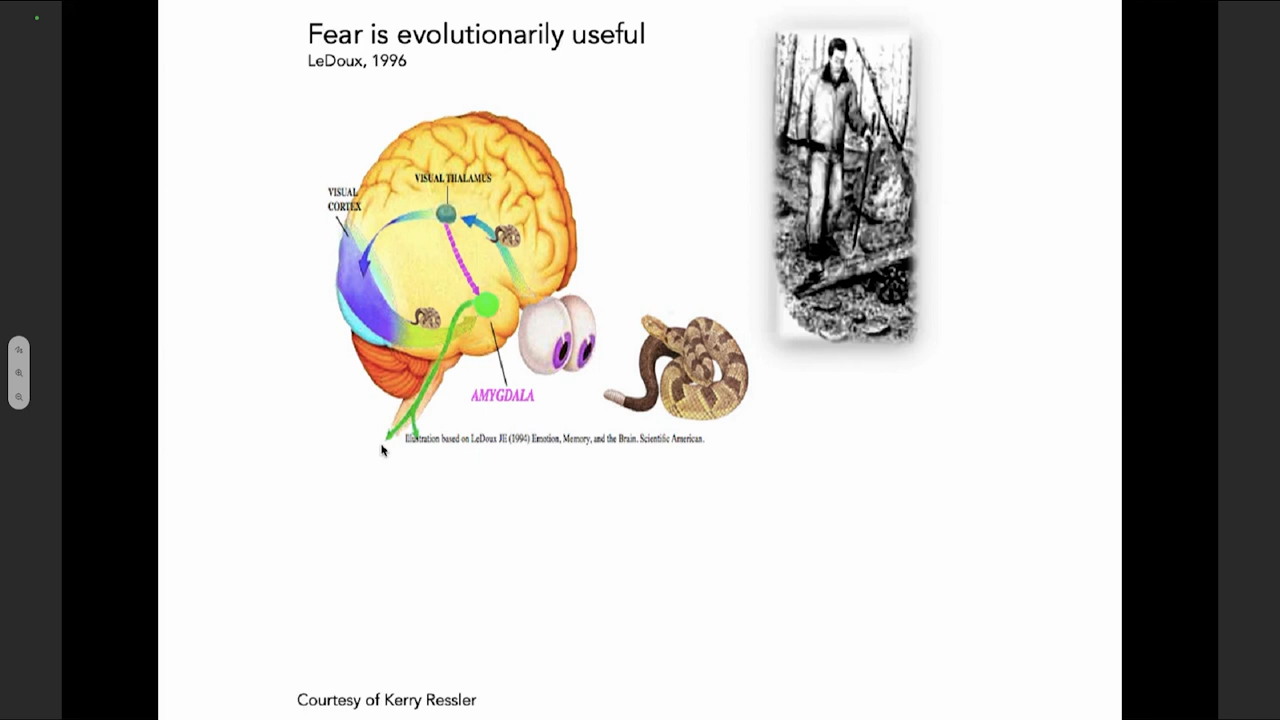 Fear is evolutionarily useful
LeDoux, 1996
VISUAL THALAMUS
VISUAL
CORTEX
AMYGDALA
Illustration based on LeDoux JE (1994) Emotion, Memory, and the Brain. Scientific American.
Courtesy of Kerry Ressler